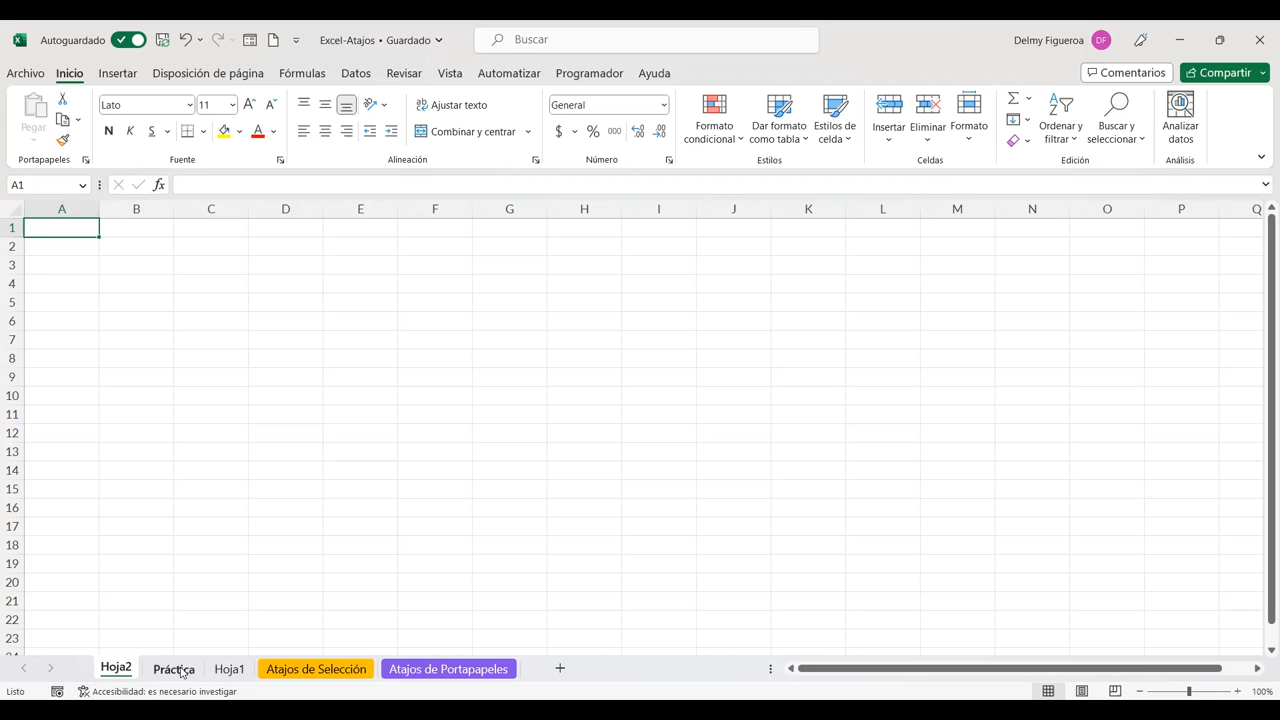 Autoguardado
Excel-Atajos • Guardado
Buscar
Delmy Figueroa DF
Archivo Inicio Insertar Disposición de página Fórmulas Datos Revisar Vista Automatizar Programador Ayuda
Comentarios Compartir
Pegar
Portapapeles
Lato 11
N K S
Fuente
Ajustar texto
Combinar y centrar
Alineación
General
$ % 000
Número
Formato condicional
Dar formato como tabla
Estilos de celda
Estilos
Insertar Eliminar Formato
Celdas
Ordenar y filtrar
Buscar y seleccionar
Edición
Analizar datos
Análisis
A1
fx
A B C D E F G H I J K L M N O P Q
1
2
3
4
5
6
7
8
9
10
11
12
13
14
15
16
17
18
19
20
21
22
23
Hoja2 Práctica Hoja1 Atajos de Selección Atajos de Portapapeles
Listo Accesibilidad: es necesario investigar 100%